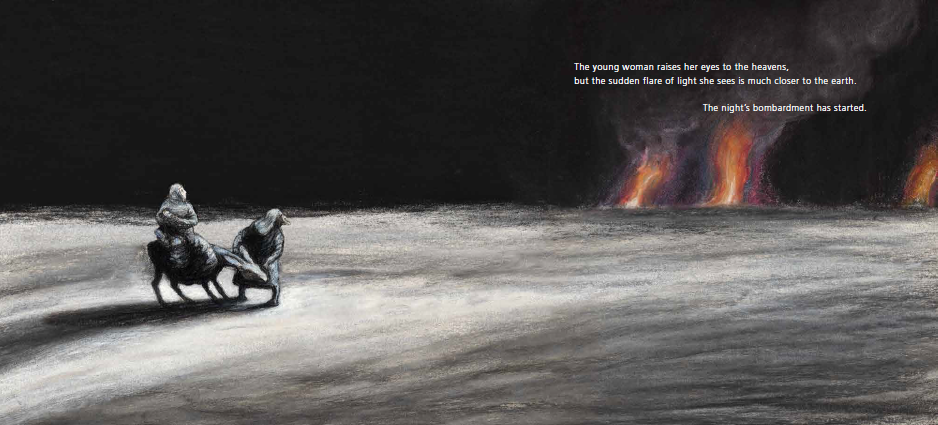 The young woman raises her eyes to the heavens,
but the sudden flare of light she sees is much closer to the earth.
The night's bombardment has started.